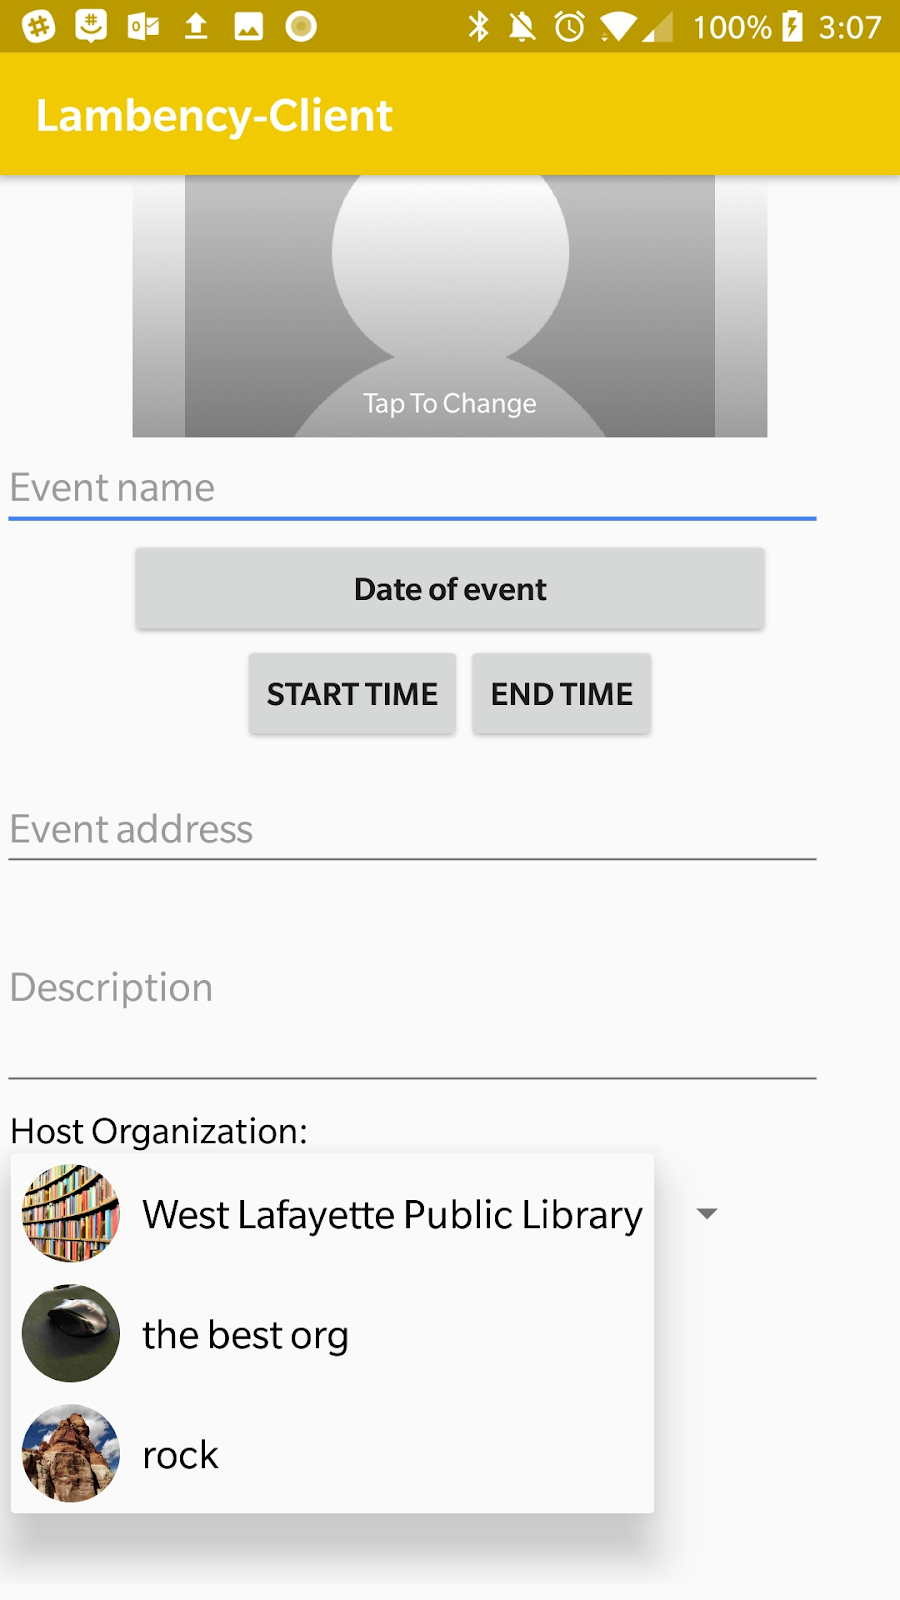 100% 3:07
Lambency-Client
Tap To Change
Event name
Date of event
START TIME END TIME
Event address
Description
Host Organization:
West Lafayette Public Library
the best org
rock